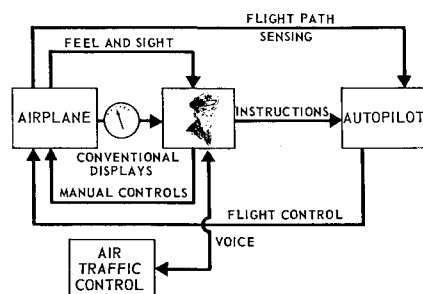 FLIGHT PATH
SENSING
FEEL AND SIGHT
AIRPLANE
INSTRUCTIONS
AUTOPILOT
CONVENTIONAL
DISPLAYS
MANUAL CONTROLS
FLIGHT CONTROL
VOICE
AIR
TRAFFIC
CONTROL